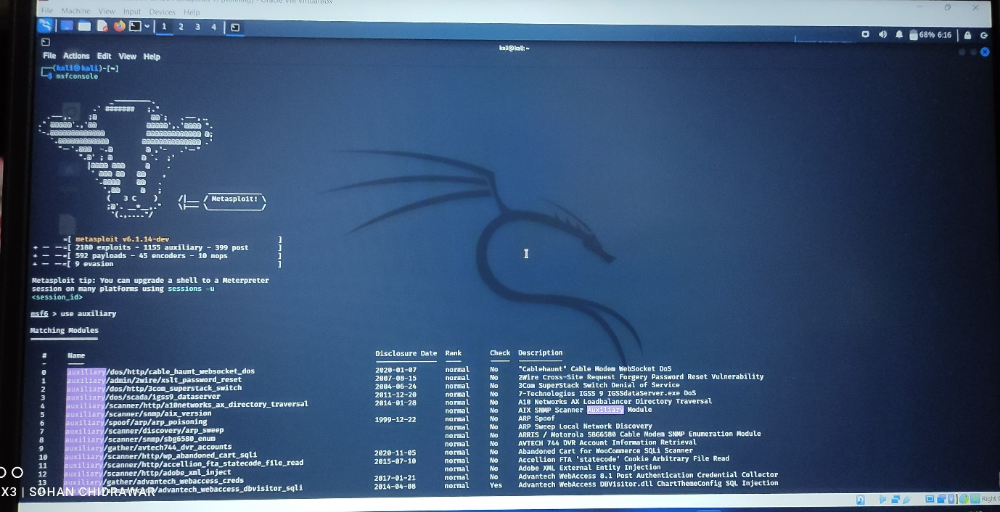 File Machine View Input Devices Help
1 2 3 4
68% 6:16
kali@kali: ~
File Actions Edit View Help
(kali㉿kali)-[~]
$ msfconsole
3 C
Metasploit!
=[ metasploit v6.1.14-dev ]
+ -- --=[ 2180 exploits - 1155 auxiliary - 399 post ]
+ -- --=[ 592 payloads - 45 encoders - 10 nops ]
+ -- --=[ 9 evasion ]
Metasploit tip: You can upgrade a shell to a Meterpreter
session on many platforms using sessions -u
<session_id>
msf6 > use auxiliary
Matching Modules
# Name Disclosure Date Rank Check Description
0 auxiliary/dos/http/cable_haunt_websocket_dos 2020-01-07 normal No "Cablehaunt" Cable Modem WebSocket DoS
1 auxiliary/admin/2wire/xslt_password_reset 2007-08-15 normal No 2Wire Cross-Site Request Forgery Password Reset Vulnerability
2 auxiliary/dos/http/3com_superstack_switch 2004-06-24 normal No 3Com SuperStack Switch Denial of Service
3 auxiliary/dos/scada/igss9_dataserver 2011-12-20 normal No 7-Technologies IGSS 9 IGSSdataServer.exe DoS
4 auxiliary/scanner/http/a10networks_ax_directory_traversal 2014-01-28 normal No A10 Networks AX Loadbalancer Directory Traversal
5 auxiliary/scanner/snmp/aix_version normal No AIX SNMP Scanner Auxiliary Module
6 auxiliary/spoof/arp/arp_poisoning 1999-12-22 normal No ARP Spoof
7 auxiliary/scanner/discovery/arp_sweep normal No ARP Sweep Local Network Discovery
8 auxiliary/scanner/snmp/sbg6580_enum normal No ARRIS / Motorola SBG6580 Cable Modem SNMP Enumeration Module
9 auxiliary/gather/avtech744_dvr_accounts normal No AVTECH 744 DVR Account Information Retrieval
10 auxiliary/scanner/http/wp_abandoned_cart_sqli 2020-11-05 normal No Abandoned Cart for WooCommerce SQLi Scanner
11 auxiliary/scanner/http/accellion_fta_statecode_file_read 2015-07-10 normal No Accellion FTA 'statecode' Cookie Arbitrary File Read
12 auxiliary/scanner/http/adobe_xml_inject normal No Adobe XML External Entity Injection
13 auxiliary/gather/advantech_webaccess_creds 2017-01-21 normal No Advantech WebAccess 8.1 Post Authentication Credential Collector
/advantech_webaccess_dbvisitor_sqli 2014-04-08 normal Yes Advantech WebAccess DBVisitor.dll ChartThemeConfig SQL Injection
X3 | SOHAN CHIDRAWAR
Right